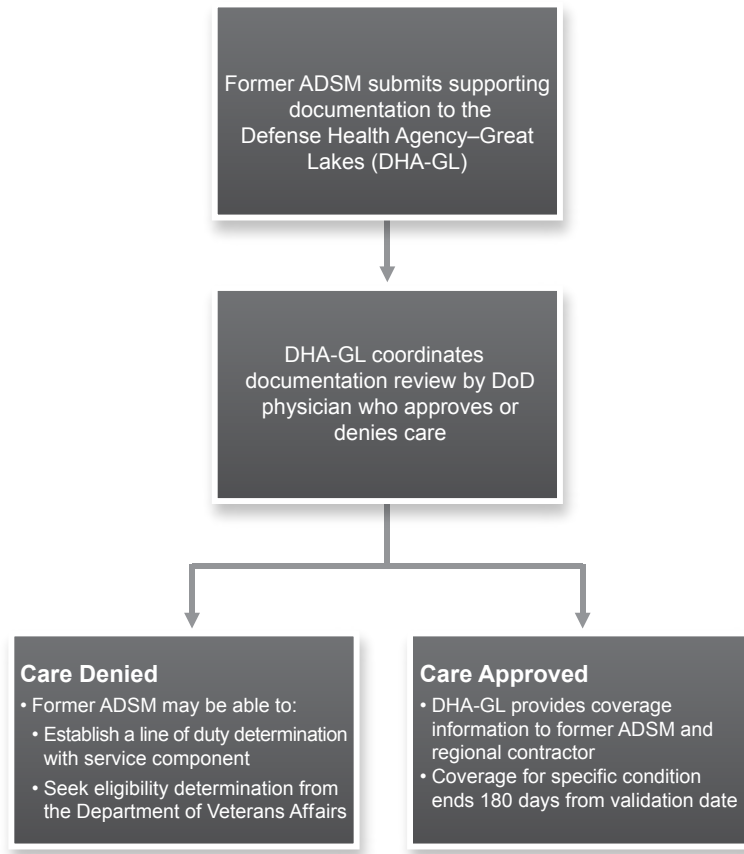 Former ADSM submits supporting
documentation to the
Defense Health Agency–Great
Lakes (DHA-GL)
DHA-GL coordinates
documentation review by DoD
physician who approves or
denies care
Care Denied
• Former ADSM may be able to:
• Establish a line of duty determination
with service component
• Seek eligibility determination from
the Department of Veterans Affairs
Care Approved
• DHA-GL provides coverage
information to former ADSM and
regional contractor
• Coverage for specific condition
ends 180 days from validation date